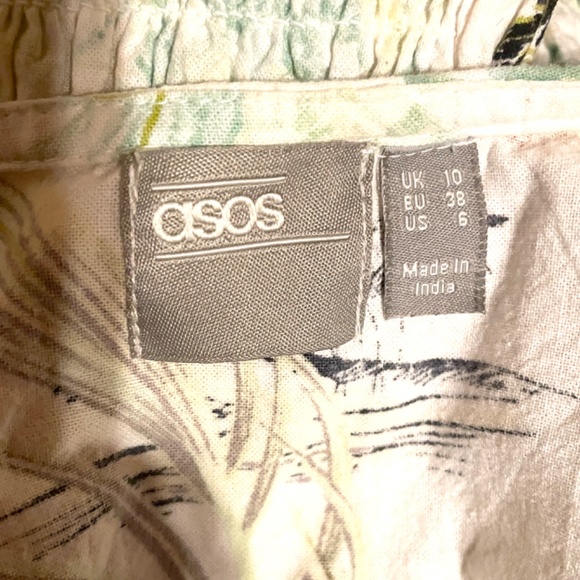 asos
UK 10
EU 38
US 6
Made in
India